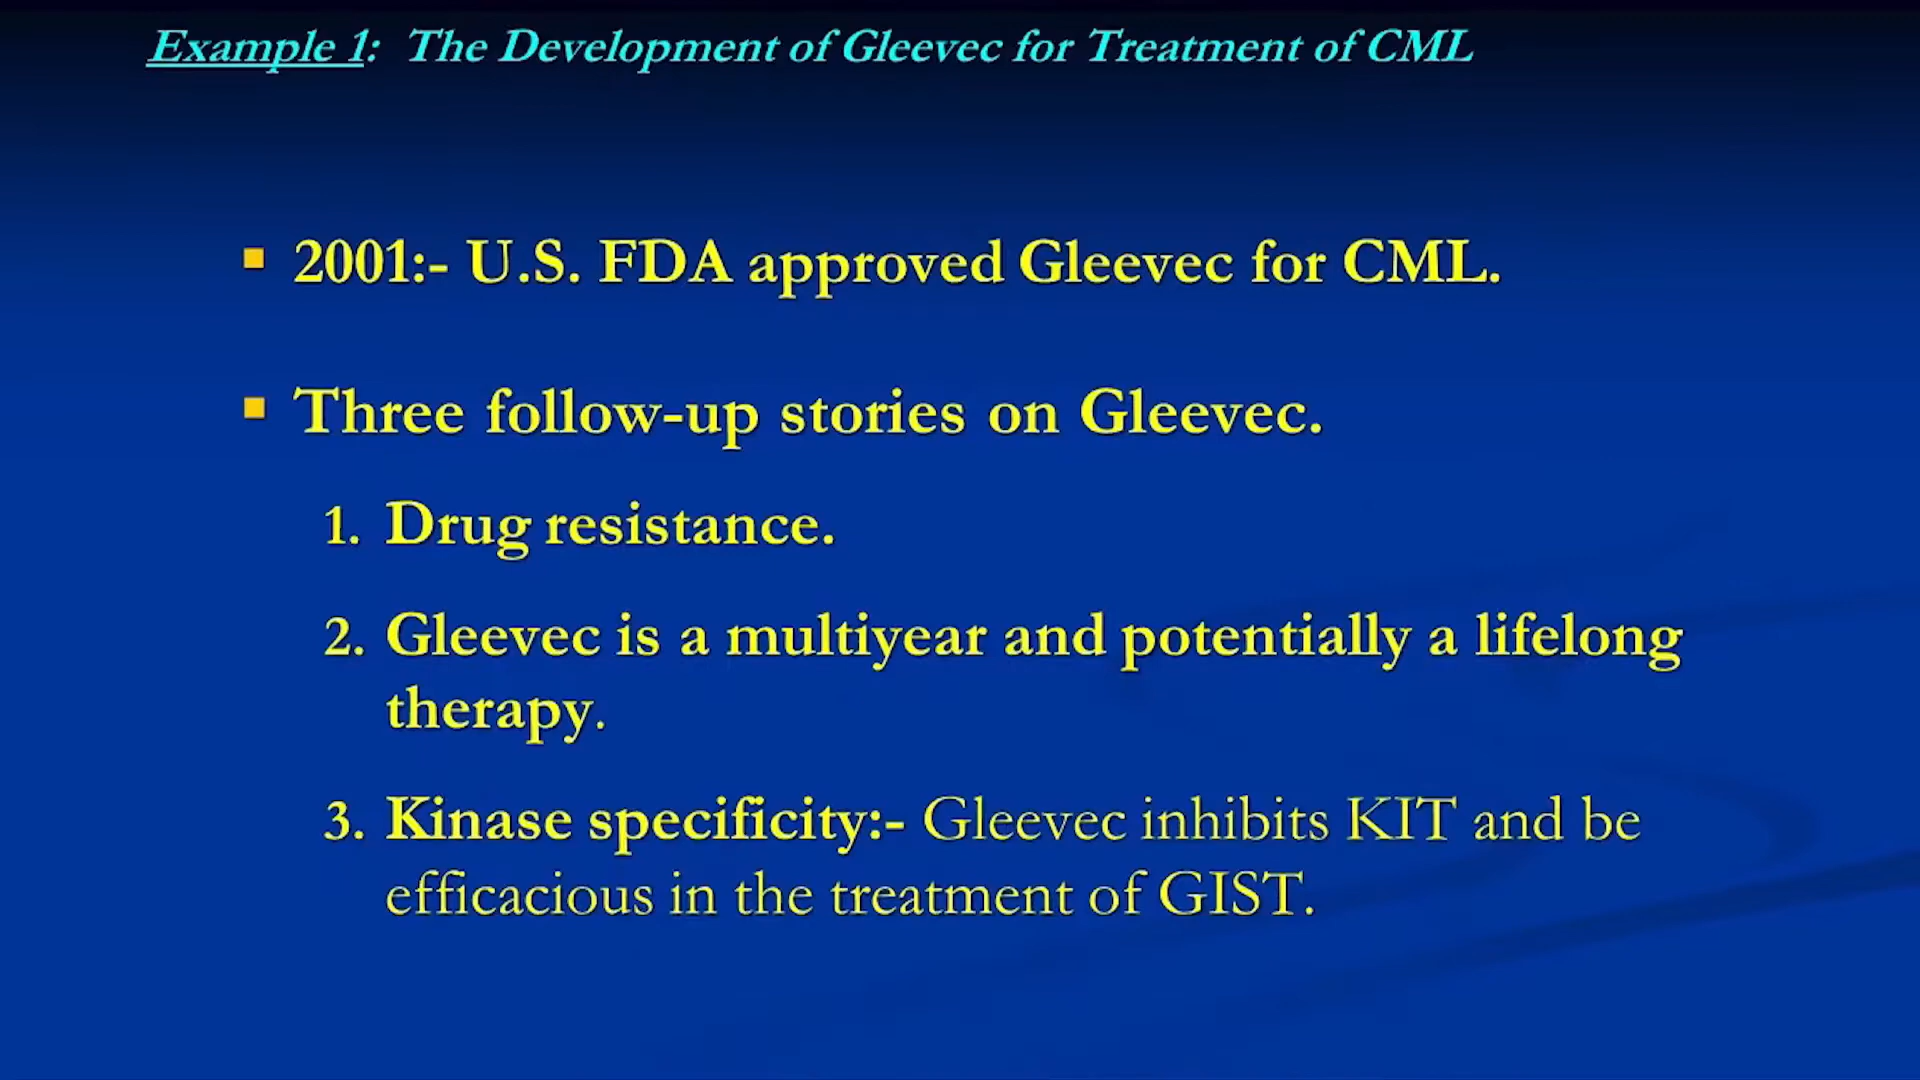 Example 1: The Development of Gleevec for Treatment of CML
▪ 2001:- U.S. FDA approved Gleevec for CML.
▪ Three follow-up stories on Gleevec.
1. Drug resistance.
2. Gleevec is a multiyear and potentially a lifelong
therapy.
3. Kinase specificity:- Gleevec inhibits KIT and be
efficacious in the treatment of GIST.